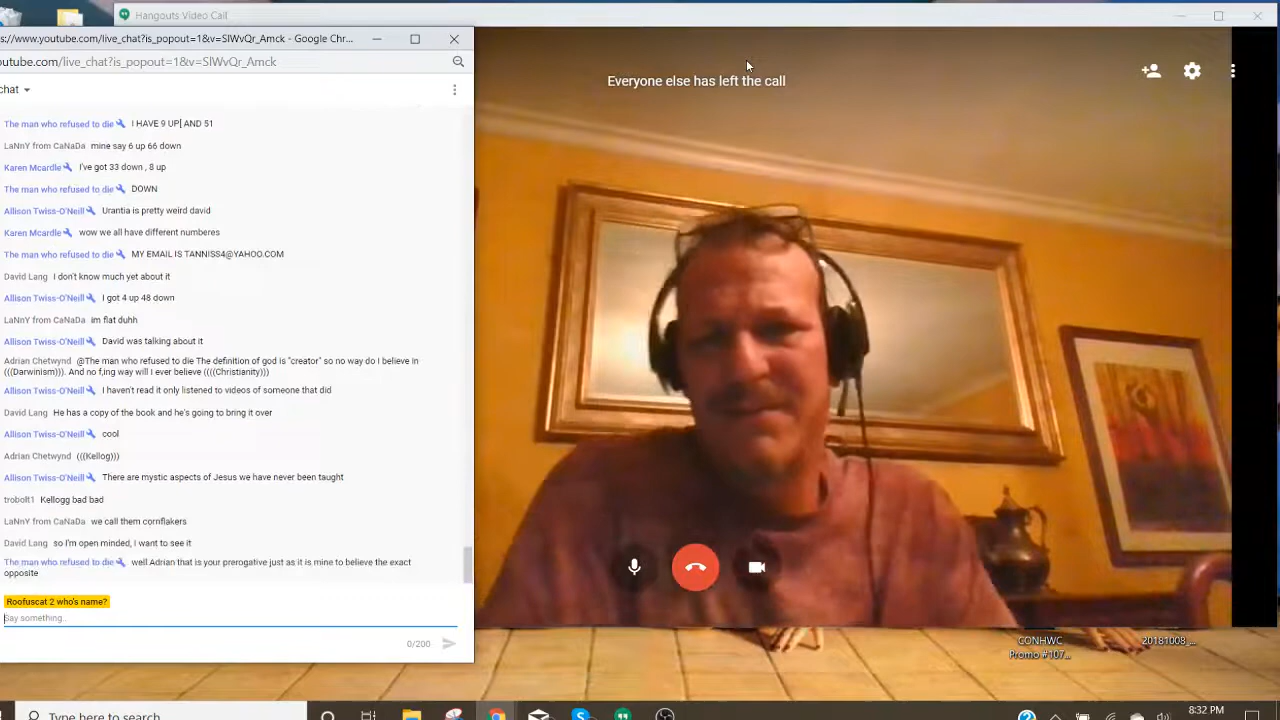 Hangouts Video Call
s://www.youtube.com/live_chat?is_popout=1&v=SIWvQr_Amck - Google Chr...
outube.com/live_chat?is_popout=1&v=SIWvQr_Amck
chat
Everyone else has left the call
The man who refused to die I HAVE 9 UP[ AND 51
LaNnY from CaNaDa mine say 6 up 66 down
Karen Mcardle I've got 33 down , 8 up
The man who refused to die DOWN
Allison Twiss-O'Neill Urantia is pretty weird david
Karen Mcardle wow we all have different numberes
The man who refused to die MY EMAIL IS TANNISS4@YAHOO.COM
David Lang I don't know much yet about it
Allison Twiss-O'Neill I got 4 up 48 down
LaNnY from CaNaDa im flat duhh
Allison Twiss-O'Neill David was talking about it
Adrian Chetwynd @The man who refused to die The definition of god is "creator" so no way do I believe in
(((Darwinism))). And no f,ing way will I ever believe ((((Christianity)))
Allison Twiss-O'Neill I haven't read it only listened to videos of someone that did
David Lang He has a copy of the book and he's going to bring it over
Allison Twiss-O'Neill cool
Adrian Chetwynd (((Kellog)))
Allison Twiss-O'Neill There are mystic aspects of Jesus we have never been taught
trobolt1 Kellogg bad bad
LaNnY from CaNaDa we call them cornflakers
David Lang so I'm open minded, I want to see it
The man who refused to die well Adrian that is your prerogative just as it is mine to believe the exact
opposite
Roofuscat 2 who's name?
Say something..
0/200
CONHWC
Promo #107...
20181008_...
Type here to search
8:32 PM